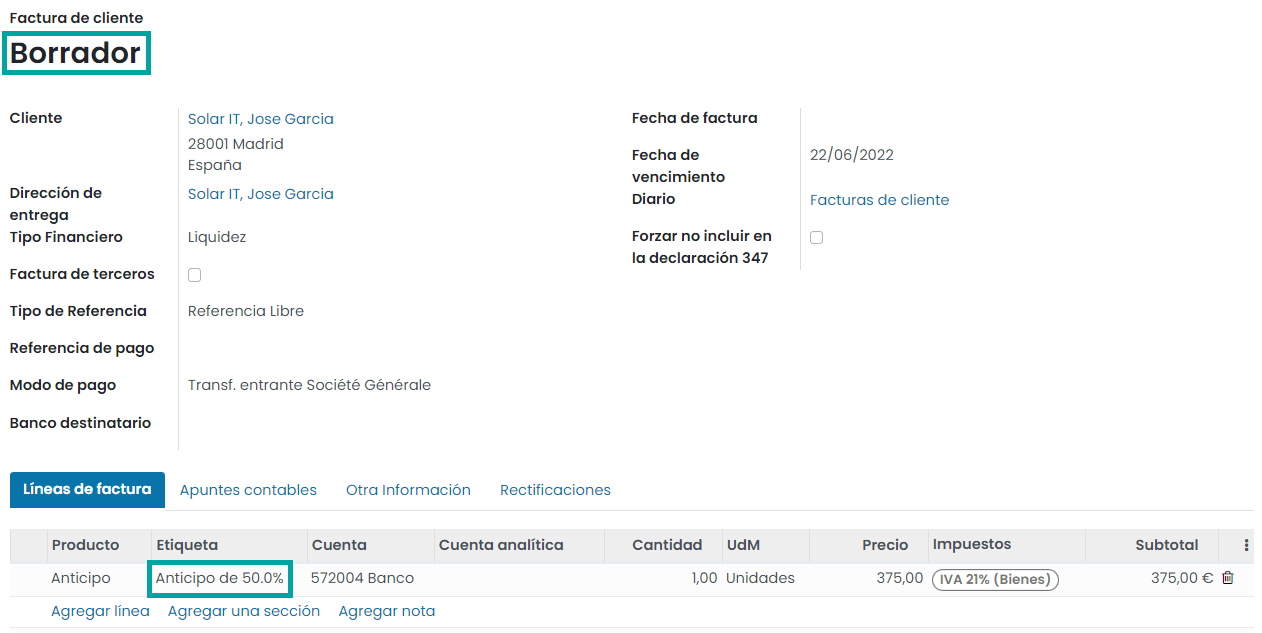 Factura de cliente
Borrador
Cliente
Solar IT, Jose Garcia
28001 Madrid
España
Dirección de
entrega
Solar IT, Jose Garcia
Tipo Financiero
Liquidez
Factura de terceros
Tipo de Referencia
Referencia Libre
Referencia de pago
Modo de pago
Transf. entrante Société Générale
Banco destinatario
Fecha de factura
Fecha de
vencimiento
22/06/2022
Diario
Facturas de cliente
Forzar no incluir en
la declaración 347
Líneas de factura Apuntes contables Otra Información Rectificaciones
Producto Etiqueta Cuenta Cuenta analítica Cantidad UdM Precio Impuestos Subtotal
Anticipo Anticipo de 50.0% 572004 Banco 1,00 Unidades 375,00 IVA 21% (Bienes) 375,00 €
Agregar línea Agregar una sección Agregar nota